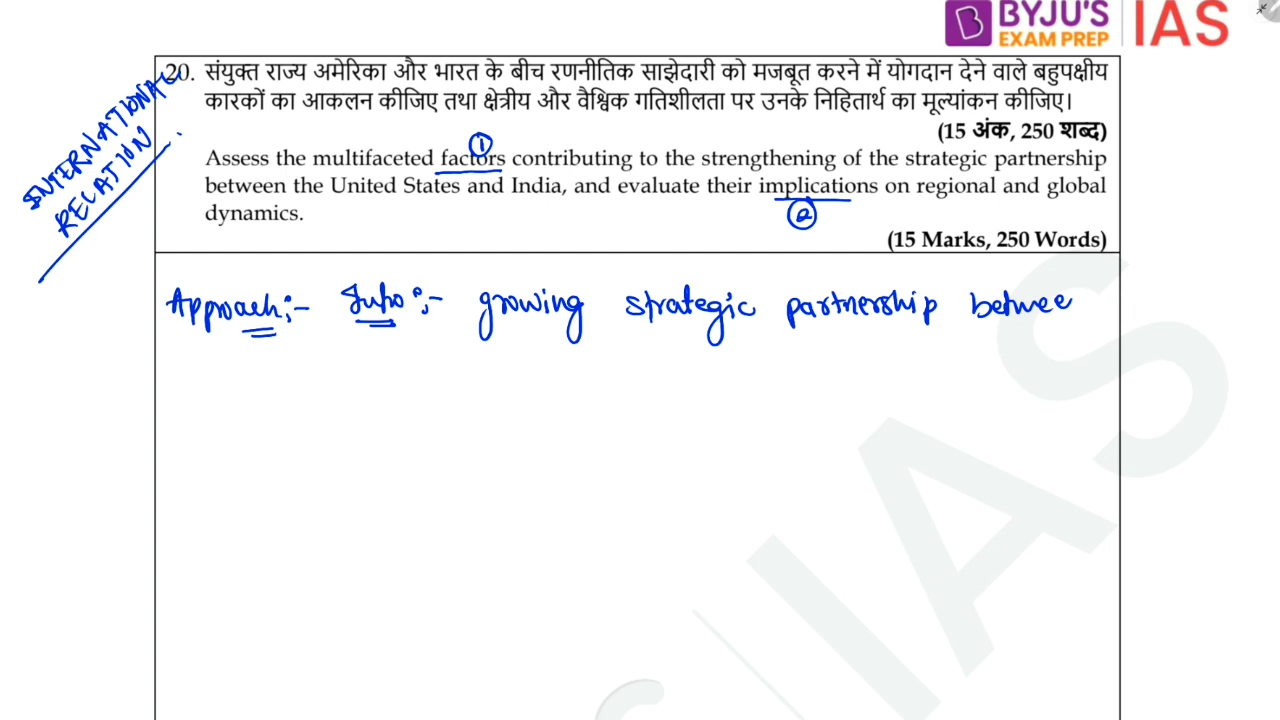 BYJU'S IAS
EXAM PREP
INTERNATIONAL
RELATION
20. संयुक्त राज्य अमेरिका और भारत के बीच रणनीतिक साझेदारी को मजबूत करने में योगदान देने वाले बहुपक्षीय
कारकों का आकलन कीजिए तथा क्षेत्रीय और वैश्विक गतिशीलता पर उनके निहितार्थ का मूल्यांकन कीजिए।
(15 अंक, 250 शब्द)
1
Assess the multifaceted factors contributing to the strengthening of the strategic partnership
between the United States and India, and evaluate their implications on regional and global
dynamics.
2
(15 Marks, 250 Words)
Approach:- Intro:- growing strategic partnership betwee
IAS